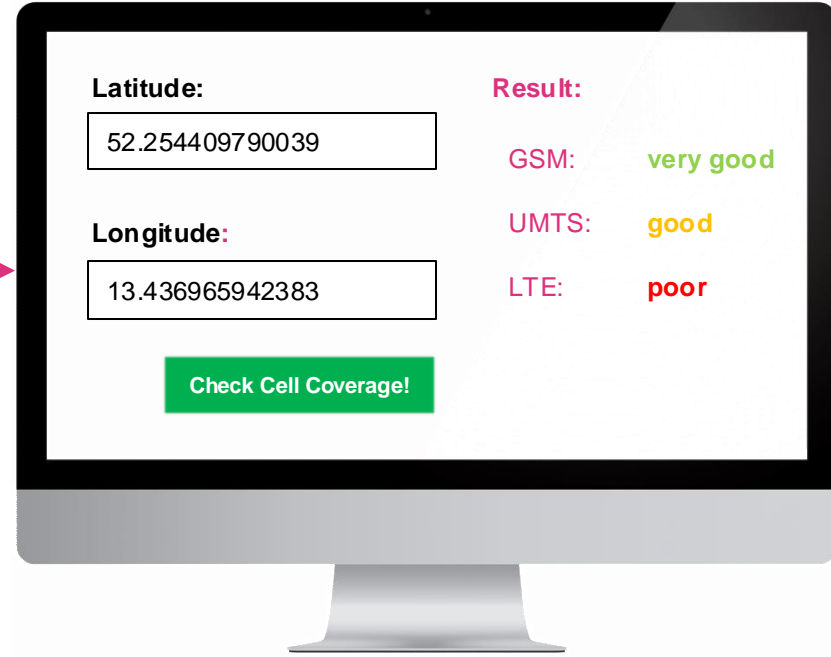 Latitude:
52.254409790039
Longitude:
13.436965942383
Check Cell Coverage!
Result:
GSM: very good
UMTS: good
LTE: poor